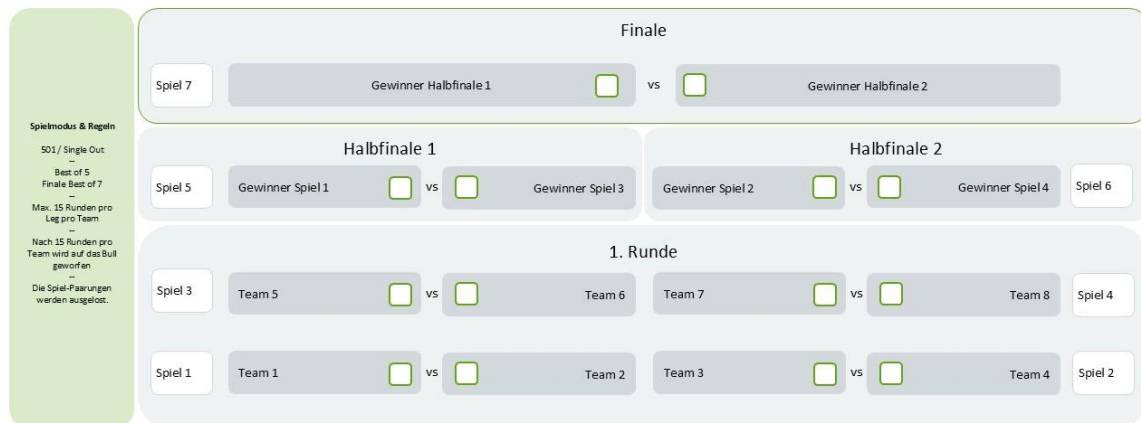 Spielmodus & Regeln
501 / Single Out
--
Best of 5
Finale Best of 7
--
Max. 15 Runden pro
Leg pro Team
--
Nach 15 Runden pro
Team wird auf das Bull
geworfen
--
Die Spiel-Paarungen
werden ausgelost.
Finale
Spiel 7 Gewinner Halbfinale 1 vs Gewinner Halbfinale 2
Halbfinale 1
Spiel 5 Gewinner Spiel 1 vs Gewinner Spiel 3
Halbfinale 2
Gewinner Spiel 2 vs Gewinner Spiel 4 Spiel 6
1. Runde
Spiel 3 Team 5 vs Team 6 Team 7 vs Team 8 Spiel 4
Spiel 1 Team 1 vs Team 2 Team 3 vs Team 4 Spiel 2